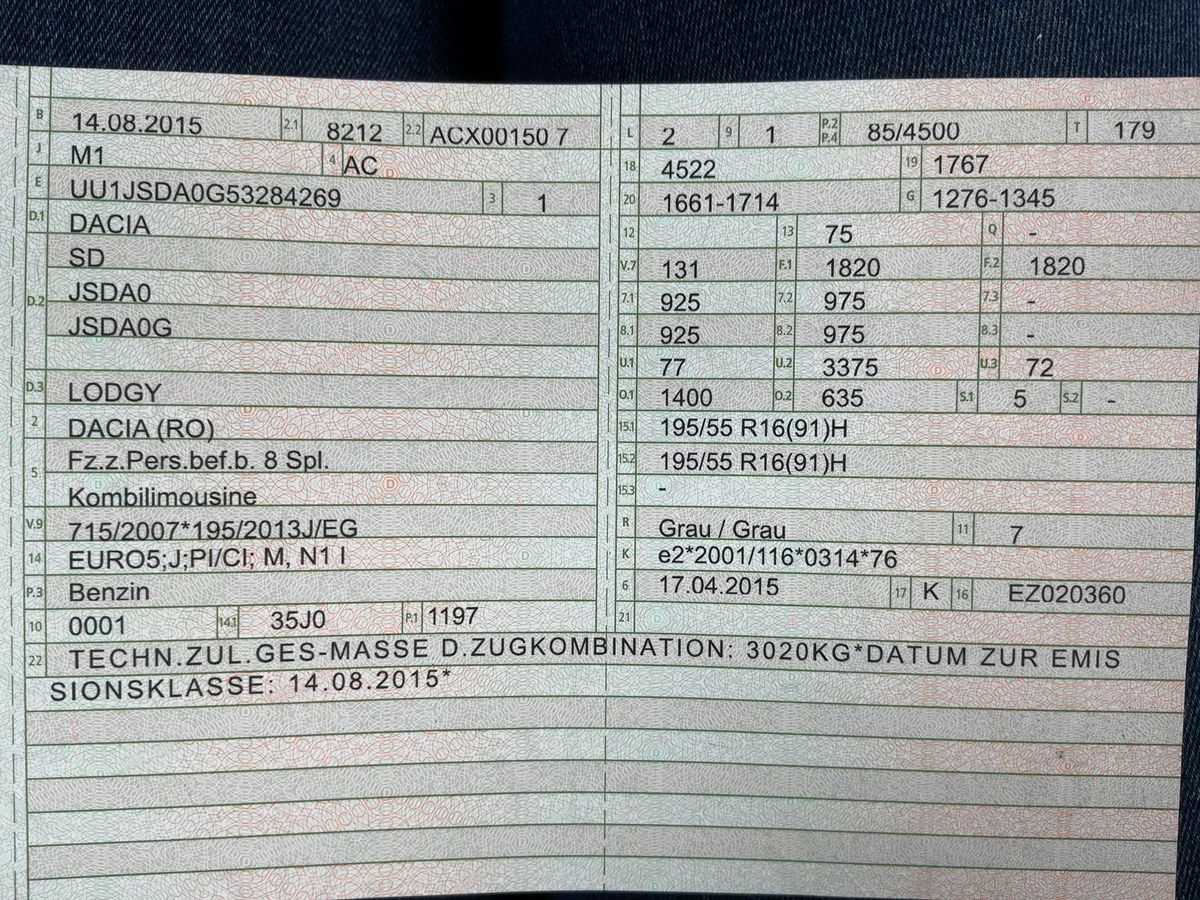 B 14.08.2015 2.1 8212 2.2 ACX00150 7
J M1 4 AC
E UU1JSDA0G53284269 3 1
D.1 DACIA
D.2 SD
JSDA0
JSDA0G
D.3 LODGY
2 DACIA (RO)
5 Fz.z.Pers.bef.b. 8 Spl.
Kombilimousine
V.9 715/2007*195/2013J/EG
14 EURO5;J;PI/CI; M, N1 I
P.3 Benzin
10 0001 14.1 35J0 P.1 1197
L 2 9 1 P.2 P.4 85/4500 T 179
18 4522 19 1767
20 1661-1714 G 1276-1345
12 13 75 Q -
V.7 131 F.1 1820 F.2 1820
7.1 925 7.2 975 7.3 -
8.1 925 8.2 975 8.3 -
U.1 77 U.2 3375 U.3 72
O.1 1400 O.2 635 S.1 5 S.2 -
15.1 195/55 R16(91)H
15.2 195/55 R16(91)H
15.3 -
R Grau / Grau 11 7
K e2*2001/116*0314*76
6 17.04.2015 17 K 16 EZ020360
21
22 TECHN.ZUL.GES-MASSE D.ZUGKOMBINATION: 3020KG*DATUM ZUR EMIS
SIONSKLASSE: 14.08.2015*